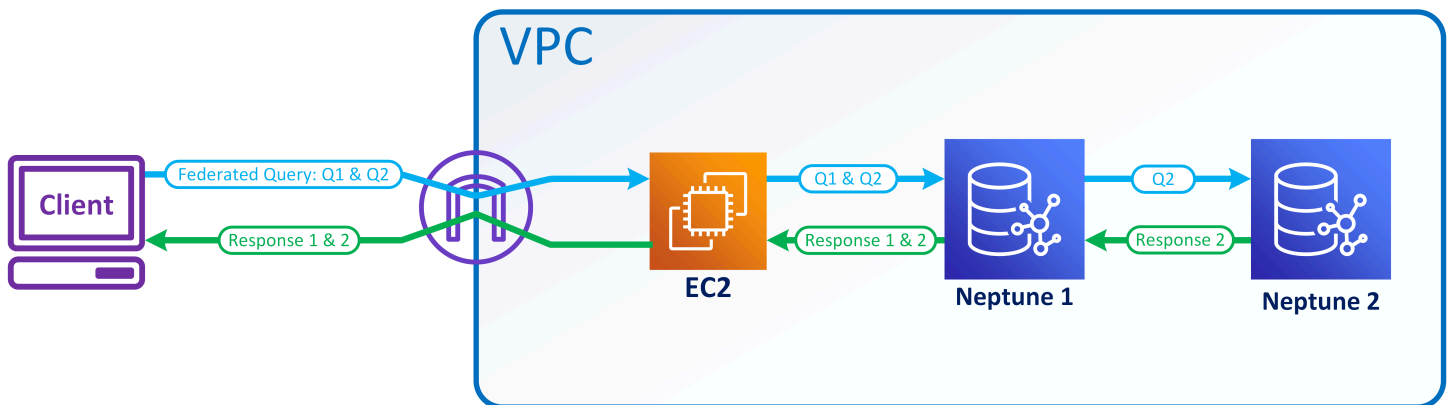 VPC
Federated Query: Q1 & Q2
Client
Response 1 & 2
EC2
Q1 & Q2
Response 1 & 2
Neptune 1
Q2
Response 2
Neptune 2